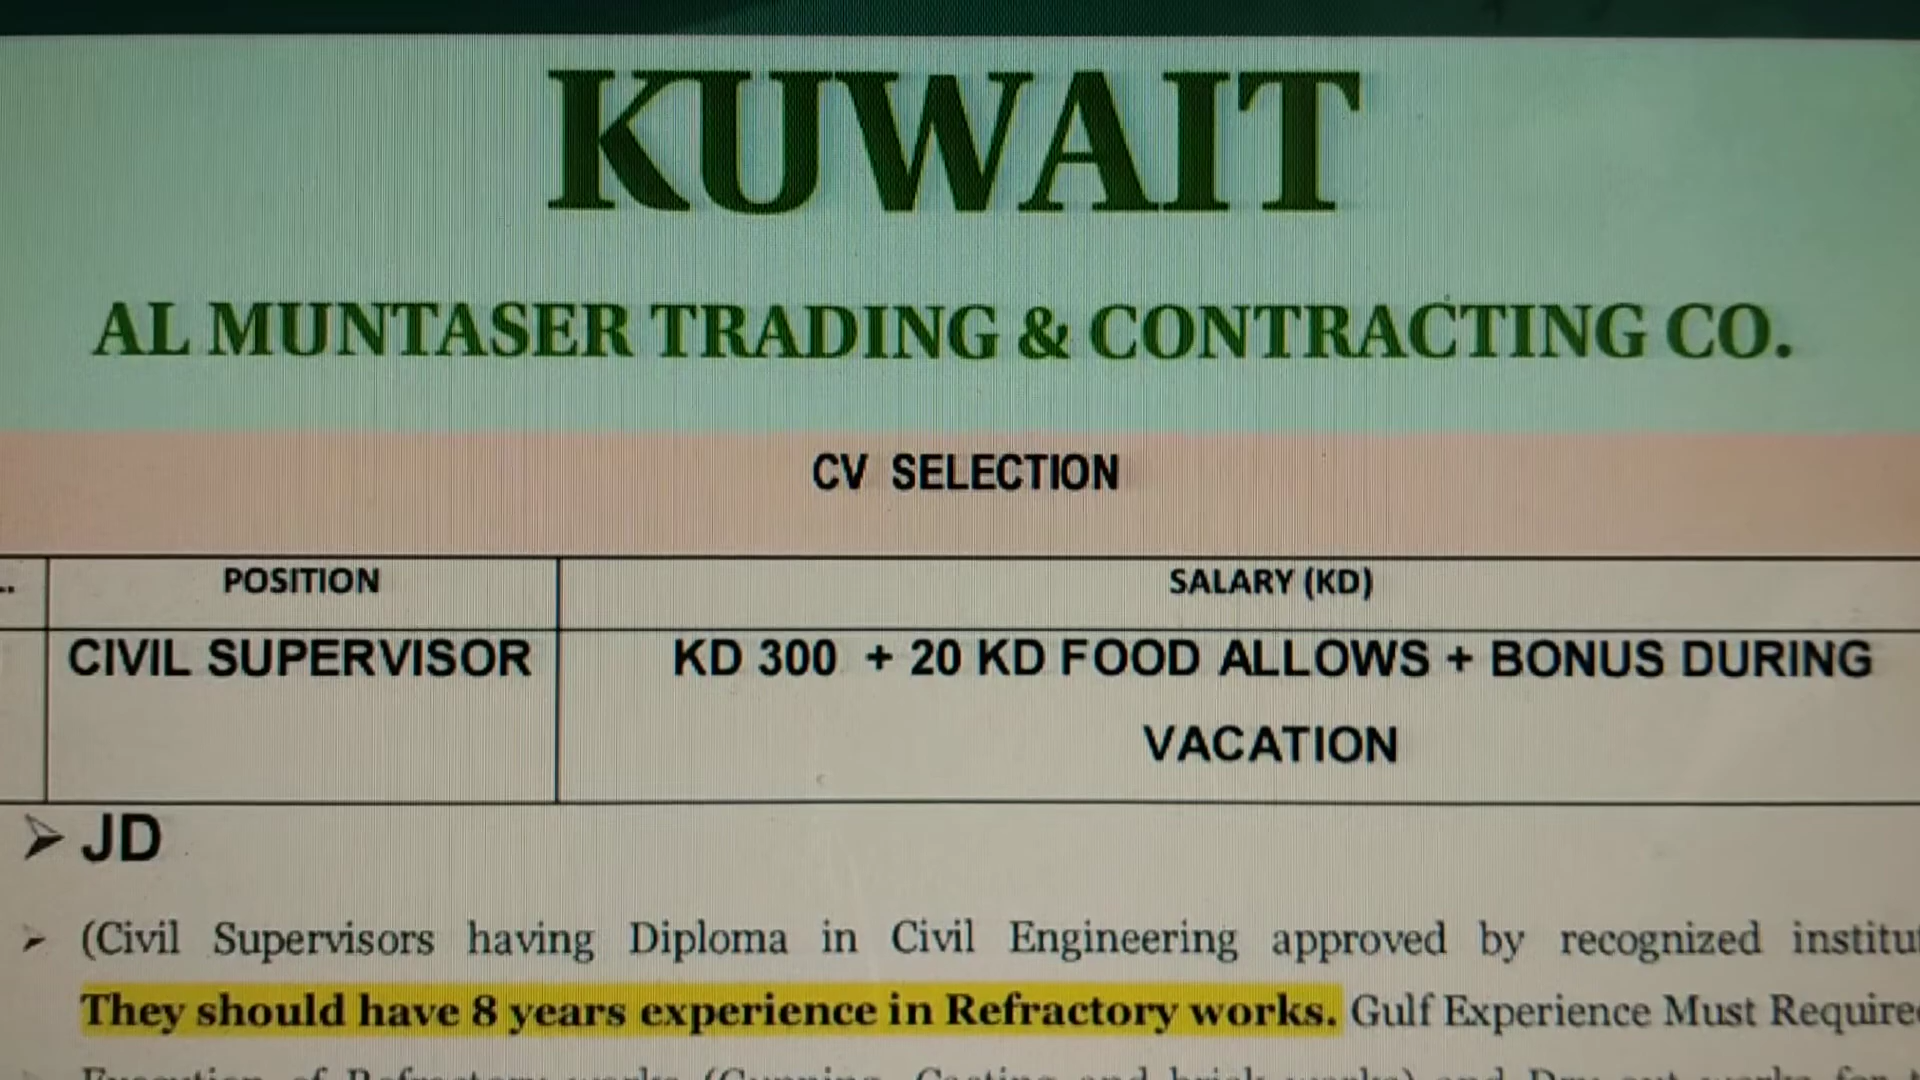 KUWAIT
AL MUNTASER TRADING & CONTRACTING CO.
CV SELECTION
POSITION SALARY (KD)
CIVIL SUPERVISOR KD 300 + 20 KD FOOD ALLOWS + BONUS DURING
VACATION
JD
(Civil Supervisors having Diploma in Civil Engineering approved by recognized
They should have 8 years experience in Refractory works. Gulf Experience Must